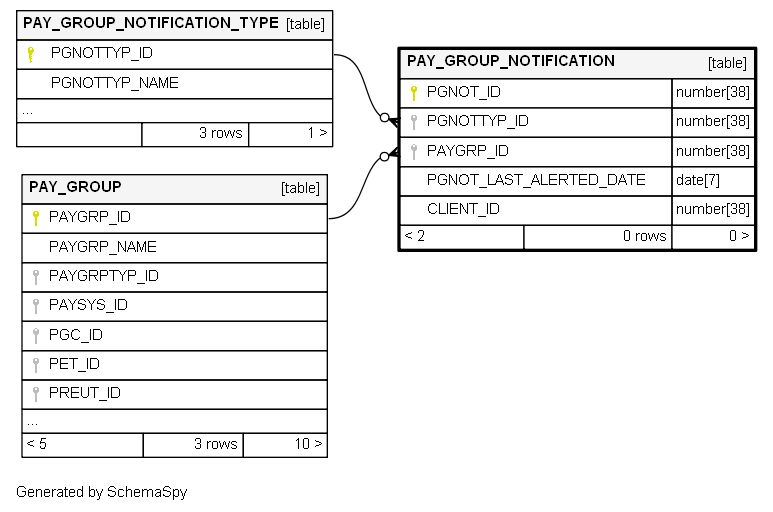 PAY_GROUP_NOTIFICATION_TYPE [table]
PGNOTTYP_ID
PGNOTTYP_NAME
...
3 rows 1 >
PAY_GROUP_NOTIFICATION [table]
PGNOT_ID number[38]
PGNOTTYP_ID number[38]
PAYGRP_ID number[38]
PGNOT_LAST_ALERTED_DATE date[7]
CLIENT_ID number[38]
< 2 0 rows 0 >
PAY_GROUP [table]
PAYGRP_ID
PAYGRP_NAME
PAYGRPTYP_ID
PAYSYS_ID
PGC_ID
PET_ID
PREUT_ID
...
< 5 3 rows 10 >
Generated by SchemaSpy